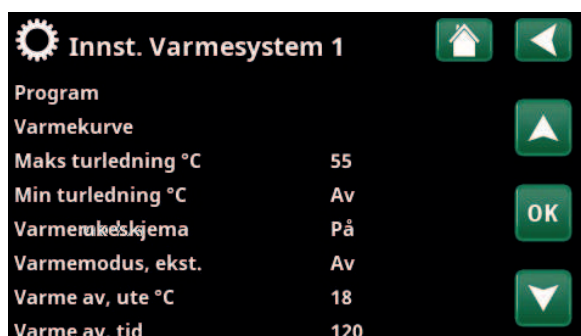 Innst. Varmesystem 1
Program
Varmekurve
Maks turledning °C 55
Min turledning °C Av
OK
Varmemodus, ekst. Av
Varme av, ute °C 18
Varme av, tid 120
På